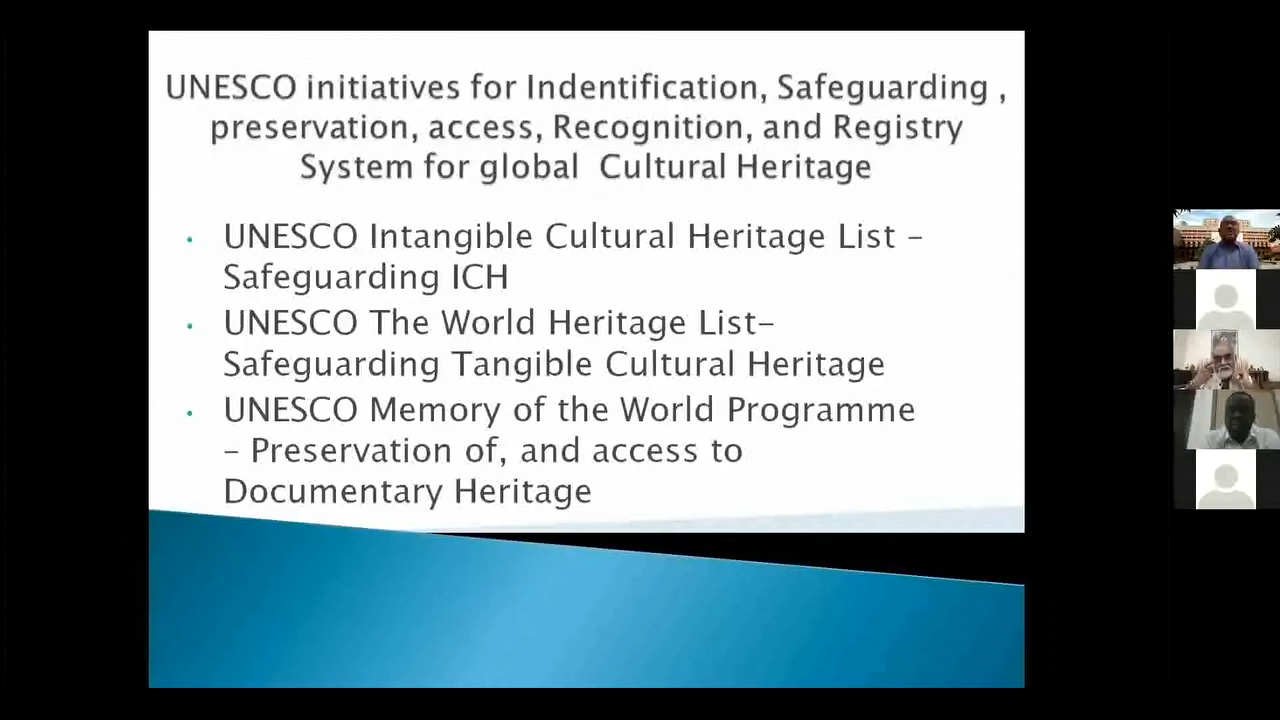 UNESCO initiatives for Indentification, Safeguarding ,
preservation, access, Recognition, and Registry
System for global Cultural Heritage
• UNESCO Intangible Cultural Heritage List –
Safeguarding ICH
• UNESCO The World Heritage List–
Safeguarding Tangible Cultural Heritage
• UNESCO Memory of the World Programme
– Preservation of, and access to
Documentary Heritage